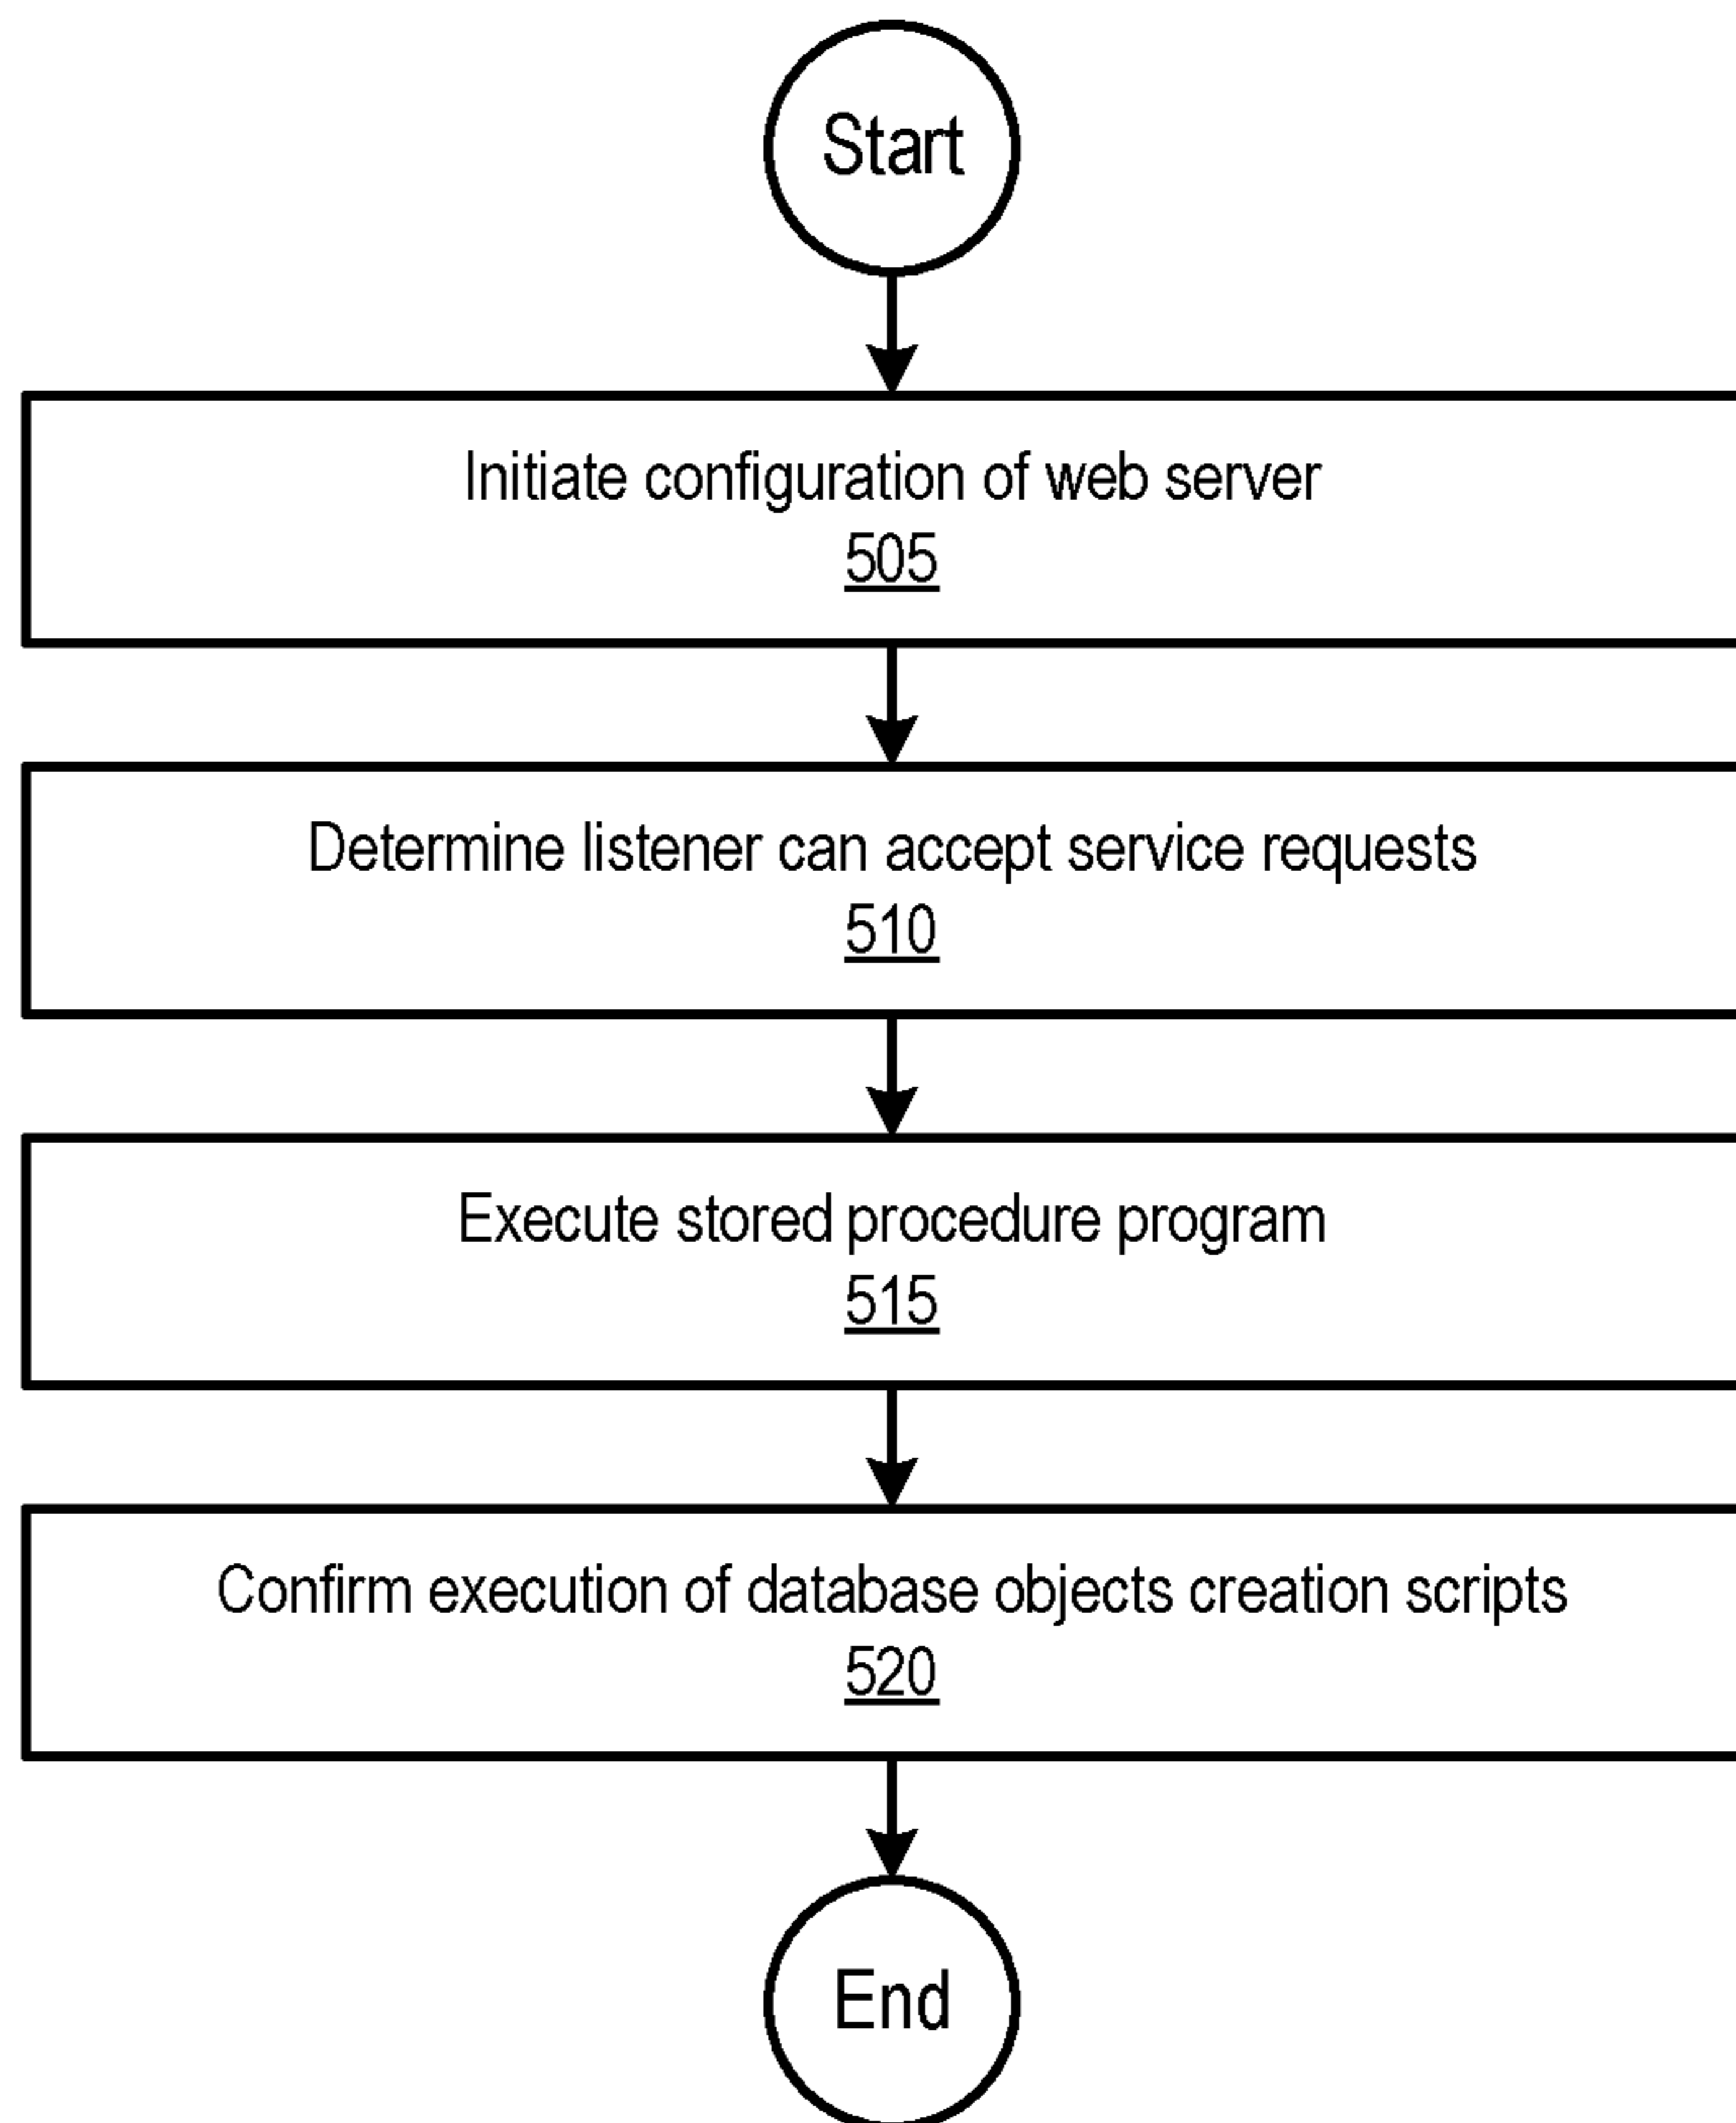 Start
Initiate configuration of web server
505
Determine listener can accept service requests
510
Execute stored procedure program
515
Confirm execution of database objects creation scripts
520
End